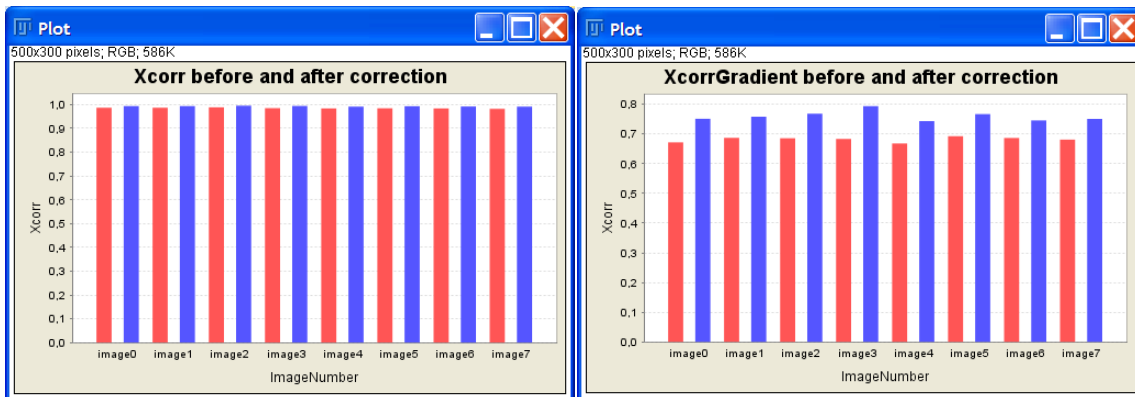 Plot
500x300 pixels; RGB; 586K
Xcorr before and after correction
Xcorr
1,0
0,9
0,8
0,7
0,6
0,5
0,4
0,3
0,2
0,1
0,0
image0 image1 image2 image3 image4 image5 image6 image7
ImageNumber
Plot
500x300 pixels; RGB; 586K
XcorrGradient before and after correction
Xcorr
0,8
0,7
0,6
0,5
0,4
0,3
0,2
0,1
0,0
image0 image1 image2 image3 image4 image5 image6 image7
ImageNumber